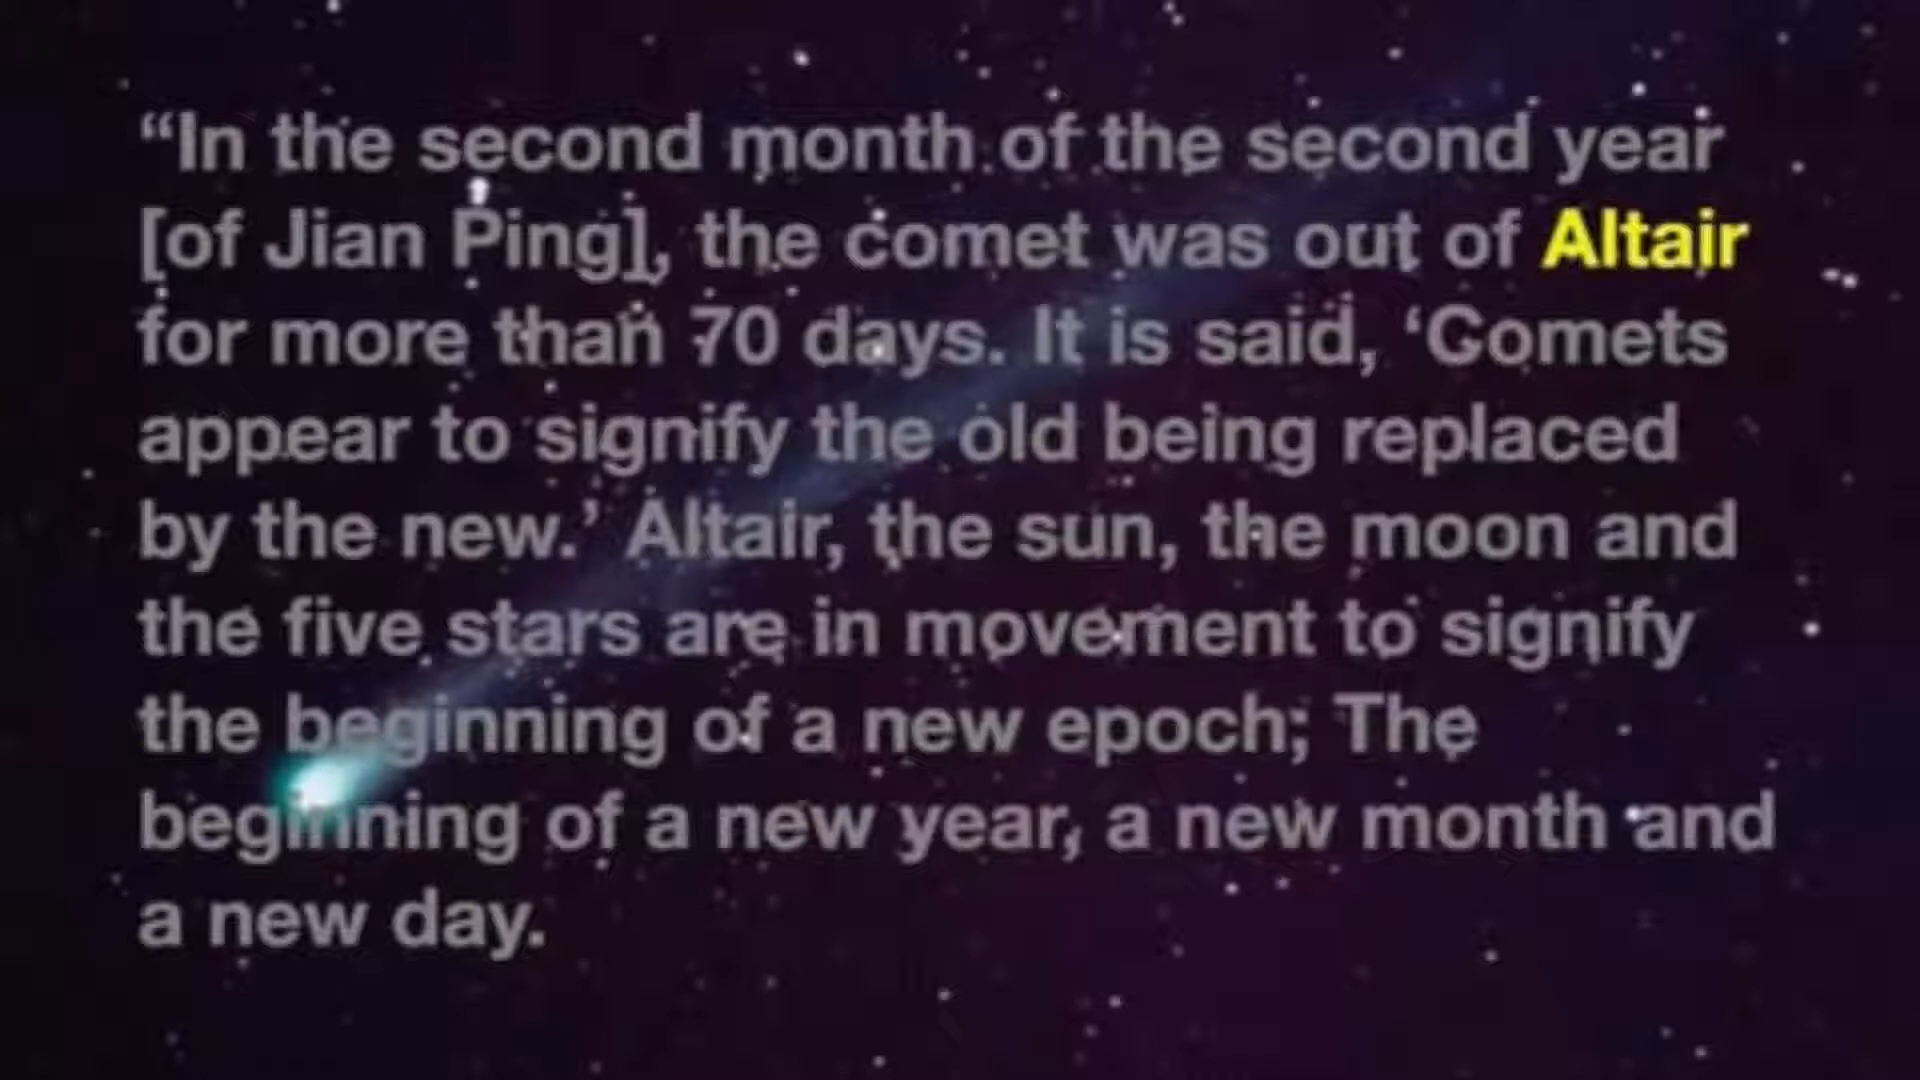 “In the second month of the second year
[of Jian Ping], the comet was out of Altair
for more than 70 days. It is said, ‘Comets
appear to signify the old being replaced
by the new.’ Altair, the sun, the moon and
the five stars are in movement to signify
the beginning of a new epoch; The
beginning of a new year, a new month and
a new day.